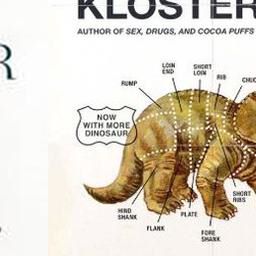 KLOSTER
AUTHOR OF SEX, DRUGS, AND COCOA PUFFS
R
LOIN
END
SHORT
LOIN
RIB
CHUC
RUMP
NOW
WITH MORE
DINOSAUR
SHORT
RIBS
HIND
SHANK
PLATE
FLANK
FORE
SHANK